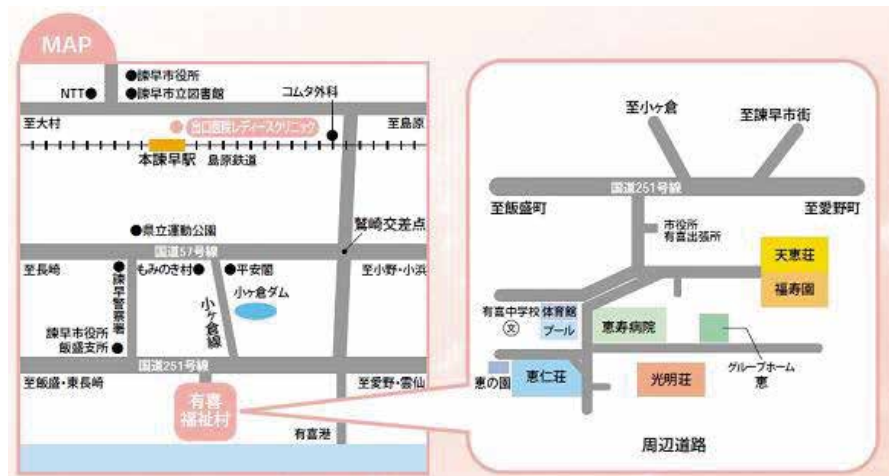 MAP
●諫早市役所
NTT●
●諫早市立図書館
コムタ外科
至大村
出口医院レディースクリニック
至島原
本諫早駅
島原鉄道
●県立運動公園
鷲崎交差点
国道57号線
至長崎
もみのき村●
●平安閣
至小野・小浜
諫早警察署
小ヶ倉ダム
小ヶ倉線
諫早市役所
飯盛支所●
国道251号線
至飯盛・東長崎
至愛野・雲仙
有喜
福祉村
有喜港
至小ヶ倉
至諫早市街
国道251号線
至飯盛町
至愛野町
市役所
有喜出張所
天恵荘
福寿園
有喜中学校
文
体育館
プール
恵寿病院
グループホーム
恵
恵の園
恵仁荘
光明荘
周辺道路